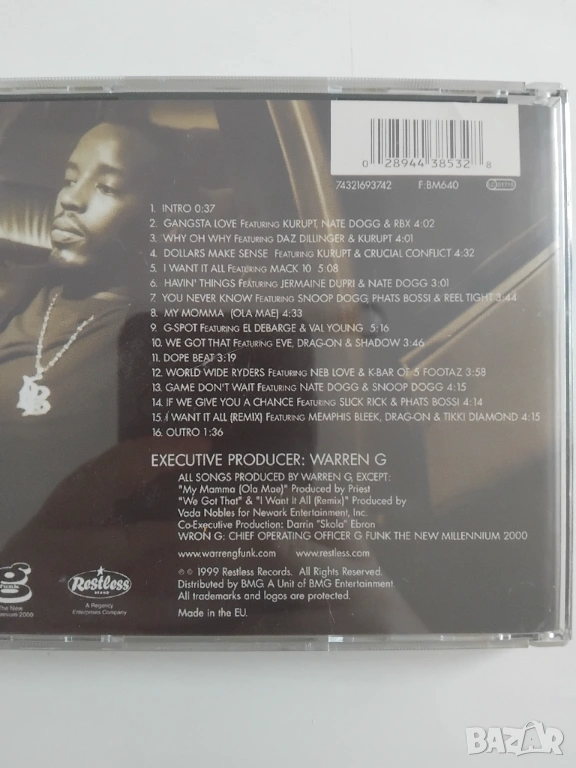 0 28944 38532 8
74321693742 F:BM640
1. INTRO 0:37
2. GANGSTA LOVE FEATURING KURUPT, NATE DOGG & RBX 4:02
3. WHY OH WHY FEATURING DAZ DILLINGER & KURUPT 4:01
4. DOLLARS MAKE SENSE FEATURING KURUPT & CRUCIAL CONFLICT 4:32
5. I WANT IT ALL FEATURING MACK 10 5:08
6. HAVIN' THINGS FEATURING JERMAINE DUPRI & NATE DOGG 3:01
7. YOU NEVER KNOW FEATURING SNOOP DOGG, PHATS BOSSI & REEL TIGHT 3:44
8. MY MOMMA (OLA MAE) 4:33
9. G-SPOT FEATURING EL DEBARGE & VAL YOUNG 5:16
10. WE GOT THAT FEATURING EVE, DRAG-ON & SHADOW 3:46
11. DOPE BEAT 3:19
12. WORLD WIDE RYDERS FEATURING NEB LOVE & K-BAR OF 5 FOOTAZ 3:58
13. GAME DON'T WAIT FEATURING NATE DOGG & SNOOP DOGG 4:15
14. IF WE GIVE YOU A CHANCE FEATURING SLICK RICK & PHATS BOSSI 4:14
15. I WANT IT ALL (REMIX) FEATURING MEMPHIS BLEEK, DRAG-ON & TIKKI DIAMOND 4:15
16. OUTRO 1:36
EXECUTIVE PRODUCER: WARREN G
ALL SONGS PRODUCED BY WARREN G, EXCEPT:
"My Mamma (Ola Mae)" Produced by Priest
"We Got That" & "I Want It All (Remix)" Produced by
Vada Nobles for Newark Entertainment, Inc.
Co-Executive Production: Darrin "Skola" Ebron
WRON G: CHIEF OPERATING OFFICER G FUNK THE NEW MILLENNIUM 2000
www.warrengfunk.com www.restless.com
℗ © 1999 Restless Records. All Rights Reserved.
Distributed by BMG. A Unit of BMG Entertainment.
All trademarks and logos are protected.
Made in the EU.
The New
2000
Restless
BRAND
A Regency
Enterprises Company
BAZAR